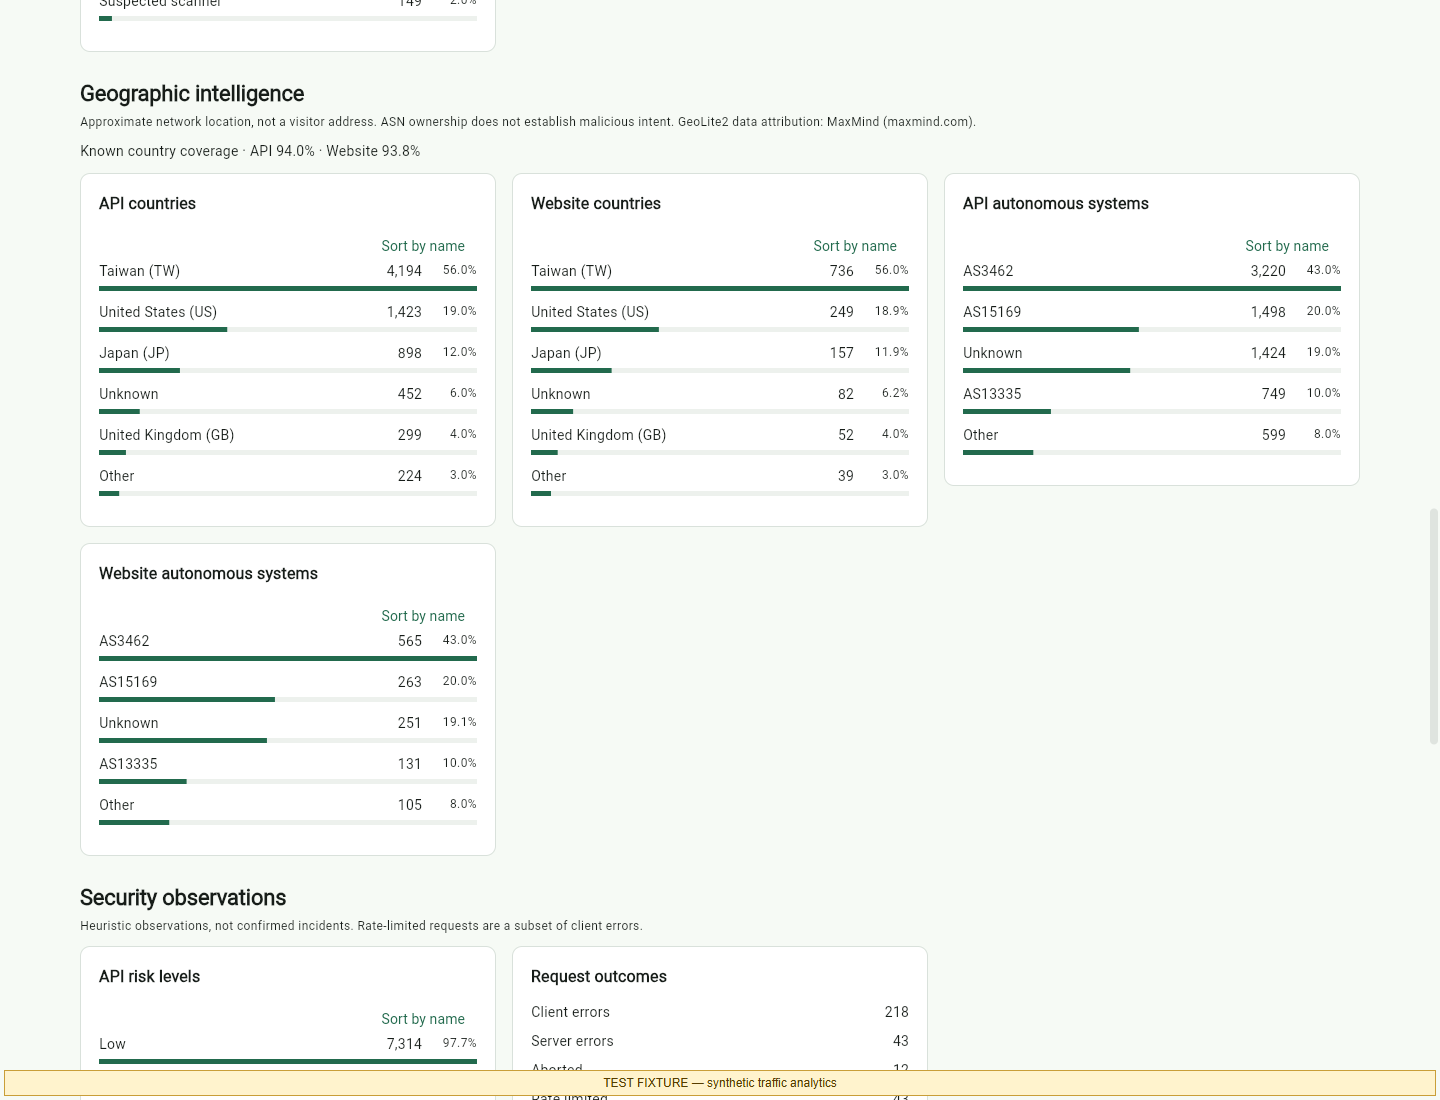 Suspected scanner 149 2.0%
Geographic intelligence
Approximate network location, not a visitor address. ASN ownership does not establish malicious intent. GeoLite2 data attribution: MaxMind (maxmind.com).
Known country coverage · API 94.0% · Website 93.8%
API countries
Sort by name
Taiwan (TW) 4,194 56.0%
United States (US) 1,423 19.0%
Japan (JP) 898 12.0%
Unknown 452 6.0%
United Kingdom (GB) 299 4.0%
Other 224 3.0%
Website countries
Sort by name
Taiwan (TW) 736 56.0%
United States (US) 249 18.9%
Japan (JP) 157 11.9%
Unknown 82 6.2%
United Kingdom (GB) 52 4.0%
Other 39 3.0%
API autonomous systems
Sort by name
AS3462 3,220 43.0%
AS15169 1,498 20.0%
Unknown 1,424 19.0%
AS13335 749 10.0%
Other 599 8.0%
Website autonomous systems
Sort by name
AS3462 565 43.0%
AS15169 263 20.0%
Unknown 251 19.1%
AS13335 131 10.0%
Other 105 8.0%
Security observations
Heuristic observations, not confirmed incidents. Rate-limited requests are a subset of client errors.
API risk levels
Sort by name
Low 7,314 97.7%
Request outcomes
Client errors 218
Server errors 43
Aborted 12
Rate limited 43
TEST FIXTURE — synthetic traffic analytics